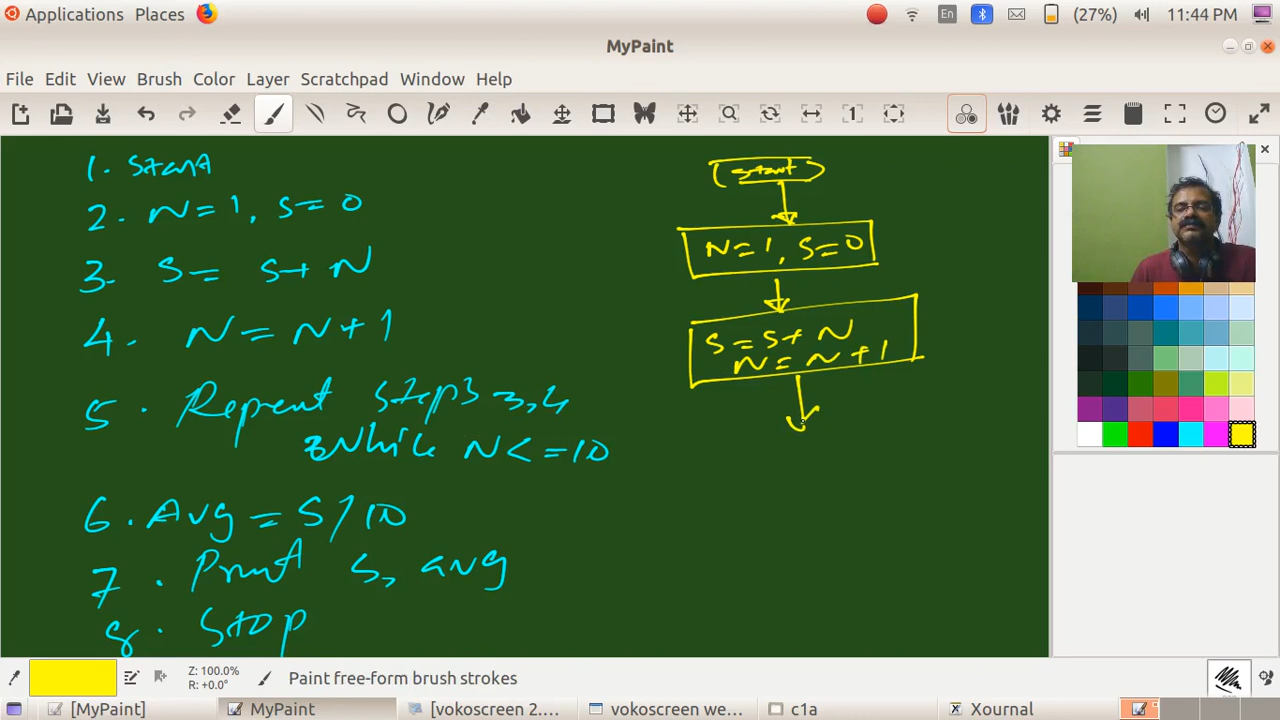 Applications Places En (27%) 11:44 PM
MyPaint
File Edit View Brush Color Layer Scratchpad Window Help
1. Start
2. N=1, S=0
3. S= S+N
4. N=N+1
5. Repeat Steps 3,4
While N<=10
6. Avg = S/10
7. Print S, avg
8. Stop
Start
N=1, S=0
S=S+N
N=N+1
Z: 100.0%
R: +0.0°
Paint free-form brush strokes
[MyPaint] MyPaint [vokoscreen 2.... vokoscreen we... c1a Xournal